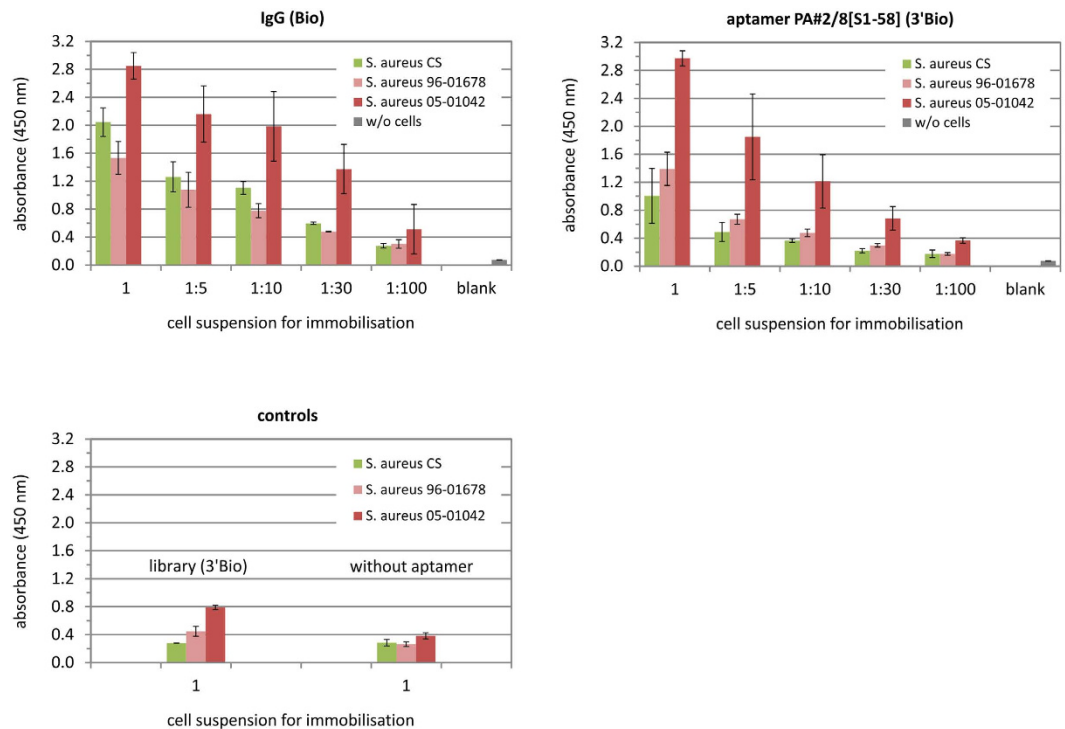 IgG (Bio)
3.2
2.8
2.4
2.0
1.6
1.2
0.8
0.4
0.0
absorbance (450 nm)
S. aureus CS
S. aureus 96-01678
S. aureus 05-01042
w/o cells
1 1:5 1:10 1:30 1:100 blank
cell suspension for immobilisation
aptamer PA#2/8[S1-58] (3'Bio)
3.2
2.8
2.4
2.0
1.6
1.2
0.8
0.4
0.0
absorbance (450 nm)
S. aureus CS
S. aureus 96-01678
S. aureus 05-01042
w/o cells
1 1:5 1:10 1:30 1:100 blank
cell suspension for immobilisation
controls
3.2
2.8
2.4
2.0
1.6
1.2
0.8
0.4
0.0
absorbance (450 nm)
S. aureus CS
S. aureus 96-01678
S. aureus 05-01042
library (3'Bio) without aptamer
1 1
cell suspension for immobilisation